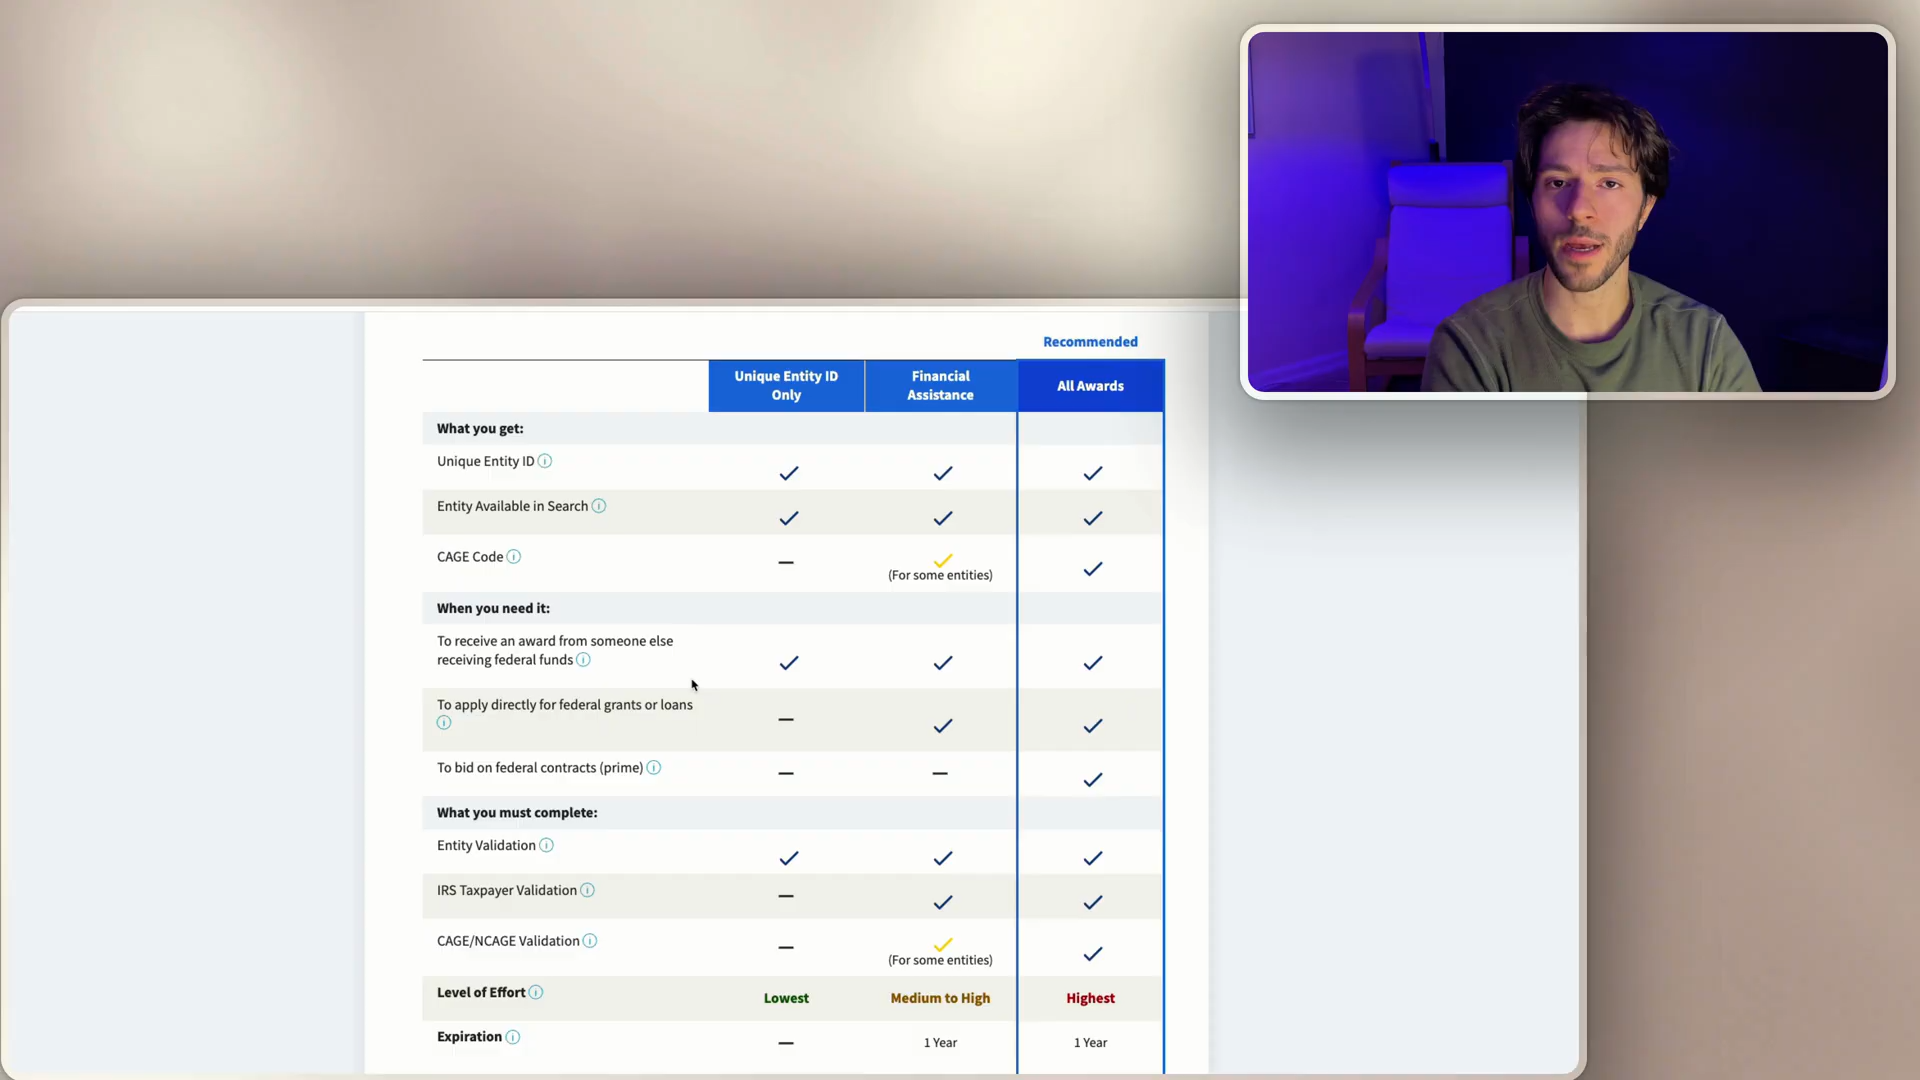 Recommended
Unique Entity ID Only
Financial Assistance
All Awards
What you get:
Unique Entity ID
Entity Available in Search
CAGE Code
(For some entities)
When you need it:
To receive an award from someone else
receiving federal funds
To apply directly for federal grants or loans
To bid on federal contracts (prime)
What you must complete:
Entity Validation
IRS Taxpayer Validation
CAGE/NCAGE Validation
(For some entities)
Level of Effort Lowest Medium to High Highest
Expiration 1 Year 1 Year